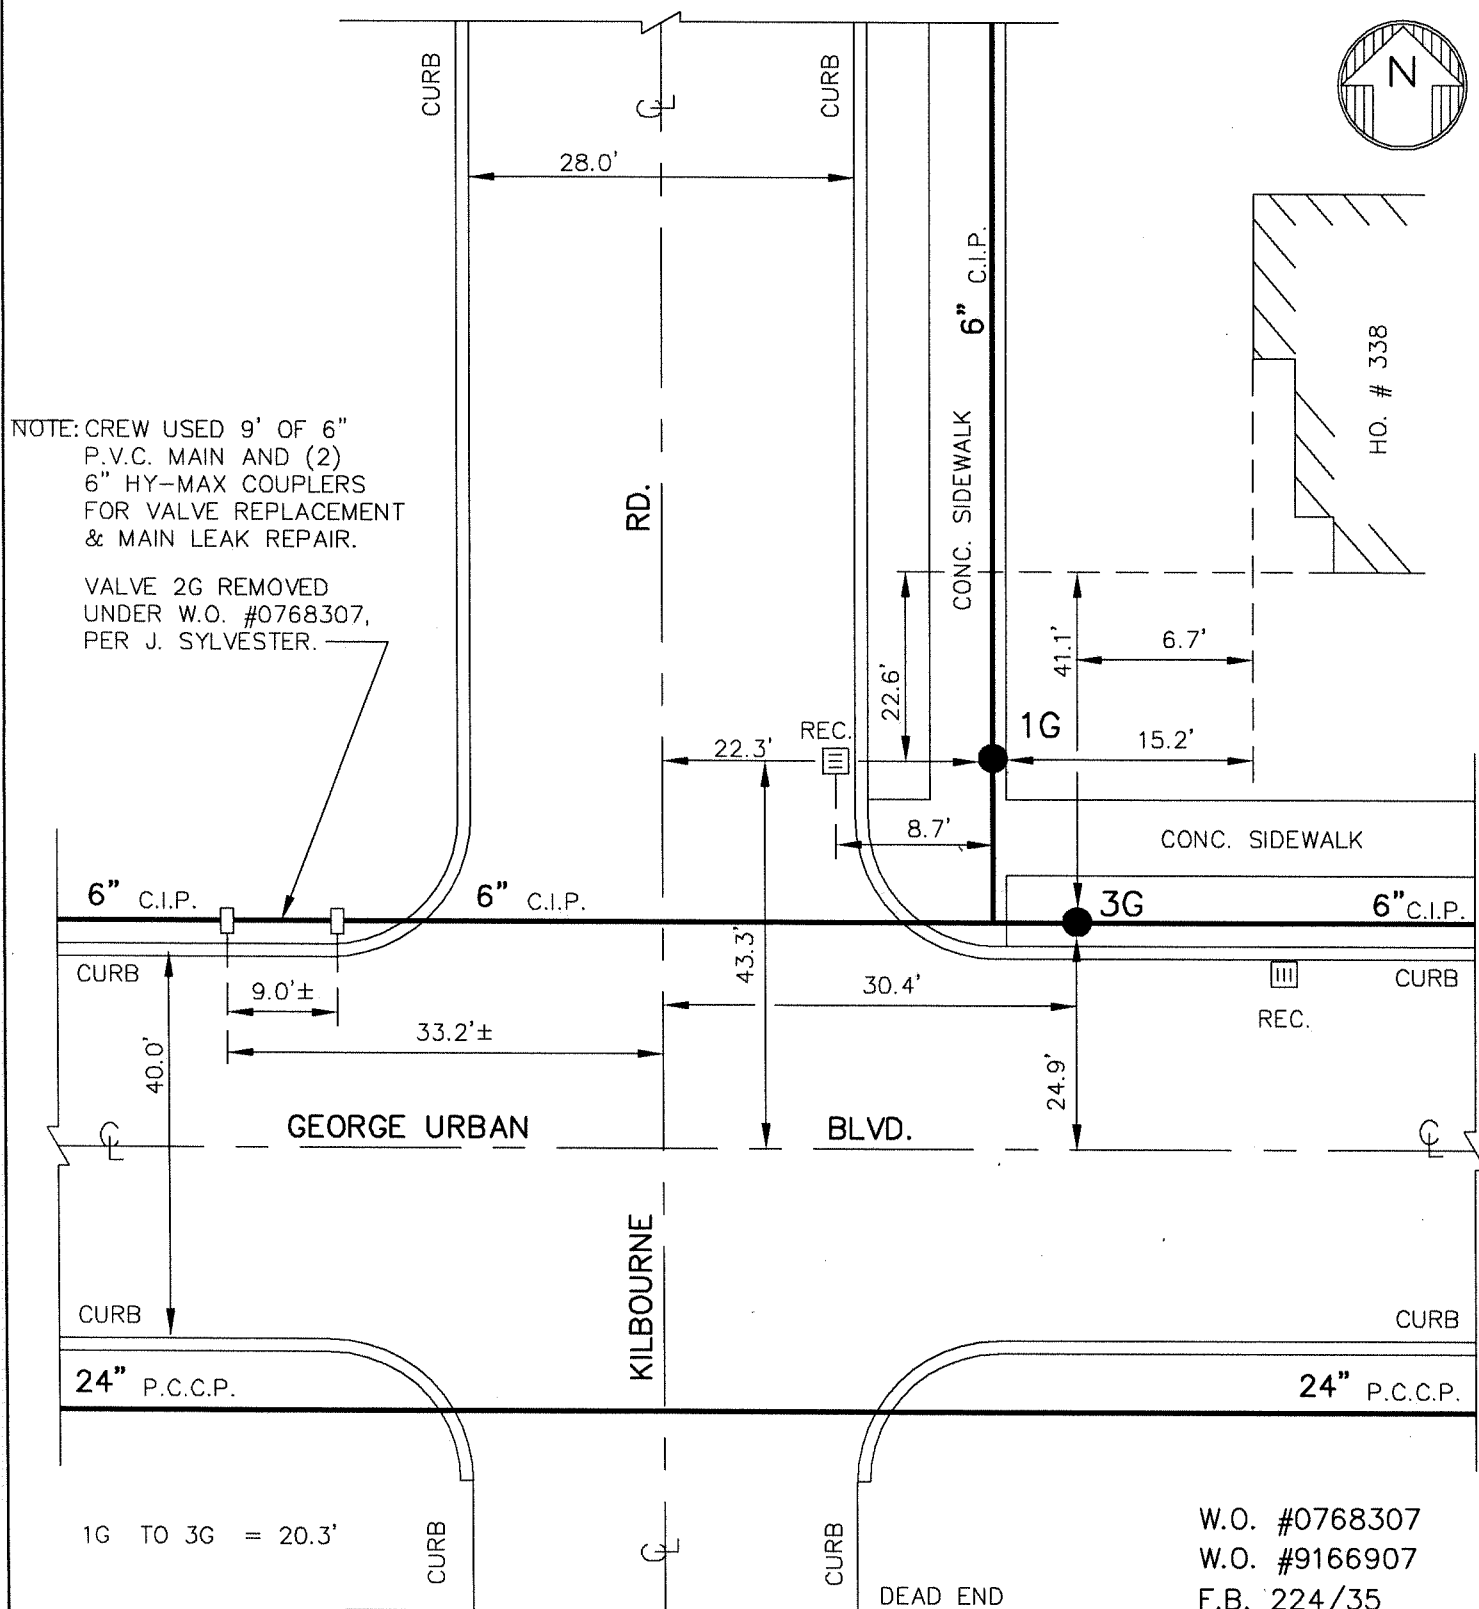 CURB
CURB
C L
N
28.0'
6" C.I.P.
HO. # 338
NOTE: CREW USED 9' OF 6"
P.V.C. MAIN AND (2)
6" HY-MAX COUPLERS
FOR VALVE REPLACEMENT
& MAIN LEAK REPAIR.
VALVE 2G REMOVED
UNDER W.O. #0768307,
PER J. SYLVESTER.
RD.
CONC. SIDEWALK
22.6'
41.1'
6.7'
1G
REC.
22.3'
15.2'
8.7'
CONC. SIDEWALK
6" C.I.P.
6" C.I.P.
3G
6" C.I.P.
CURB
43.3'
CURB
9.0'±
30.4'
REC.
33.2'±
40.0'
24.9'
GEORGE URBAN BLVD.
C L
C L
KILBOURNE
CURB
CURB
24" P.C.C.P.
24" P.C.C.P.
1G TO 3G = 20.3'
CURB
C L
CURB
DEAD END
W.O. #0768307
W.O. #9166907
F.B. 224/35